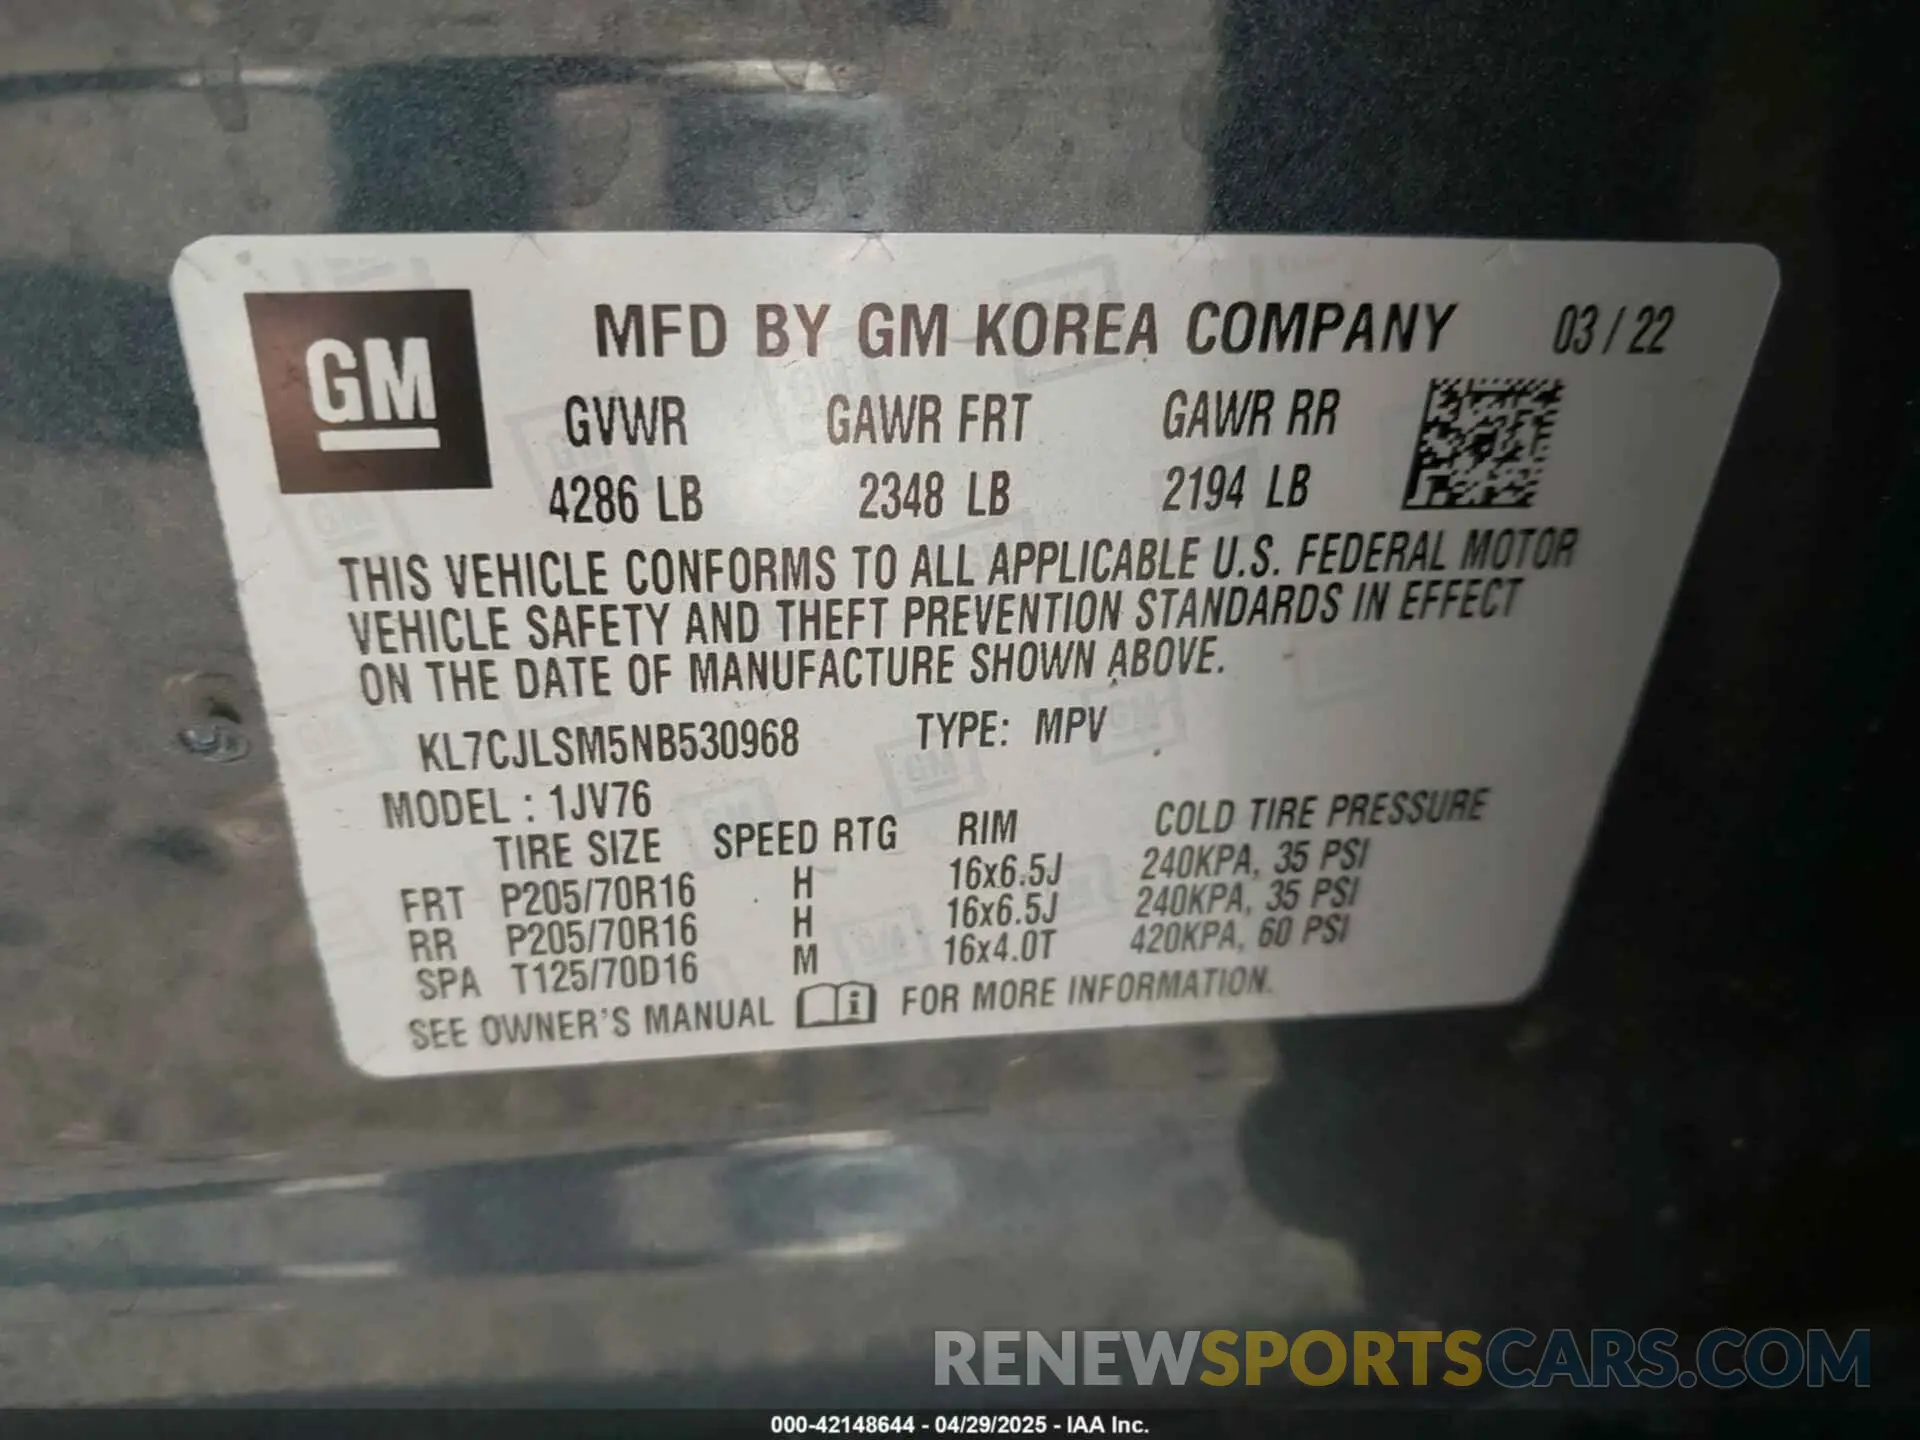 GM
MFD BY GM KOREA COMPANY 03 / 22
GVWR GAWR FRT GAWR RR
4286 LB 2348 LB 2194 LB
THIS VEHICLE CONFORMS TO ALL APPLICABLE U.S. FEDERAL MOTOR
VEHICLE SAFETY AND THEFT PREVENTION STANDARDS IN EFFECT
ON THE DATE OF MANUFACTURE SHOWN ABOVE.
KL7CJLSM5NB530968 TYPE: MPV
MODEL : 1JV76
TIRE SIZE SPEED RTG RIM COLD TIRE PRESSURE
FRT P205/70R16 H 16x6.5J 240KPA, 35 PSI
RR P205/70R16 H 16x6.5J 240KPA, 35 PSI
SPA T125/70D16 M 16x4.0T 420KPA, 60 PSI
SEE OWNER'S MANUAL i FOR MORE INFORMATION.
RENEWSPORTSCARS.COM
000-42148644 - 04/29/2025 - IAA Inc.